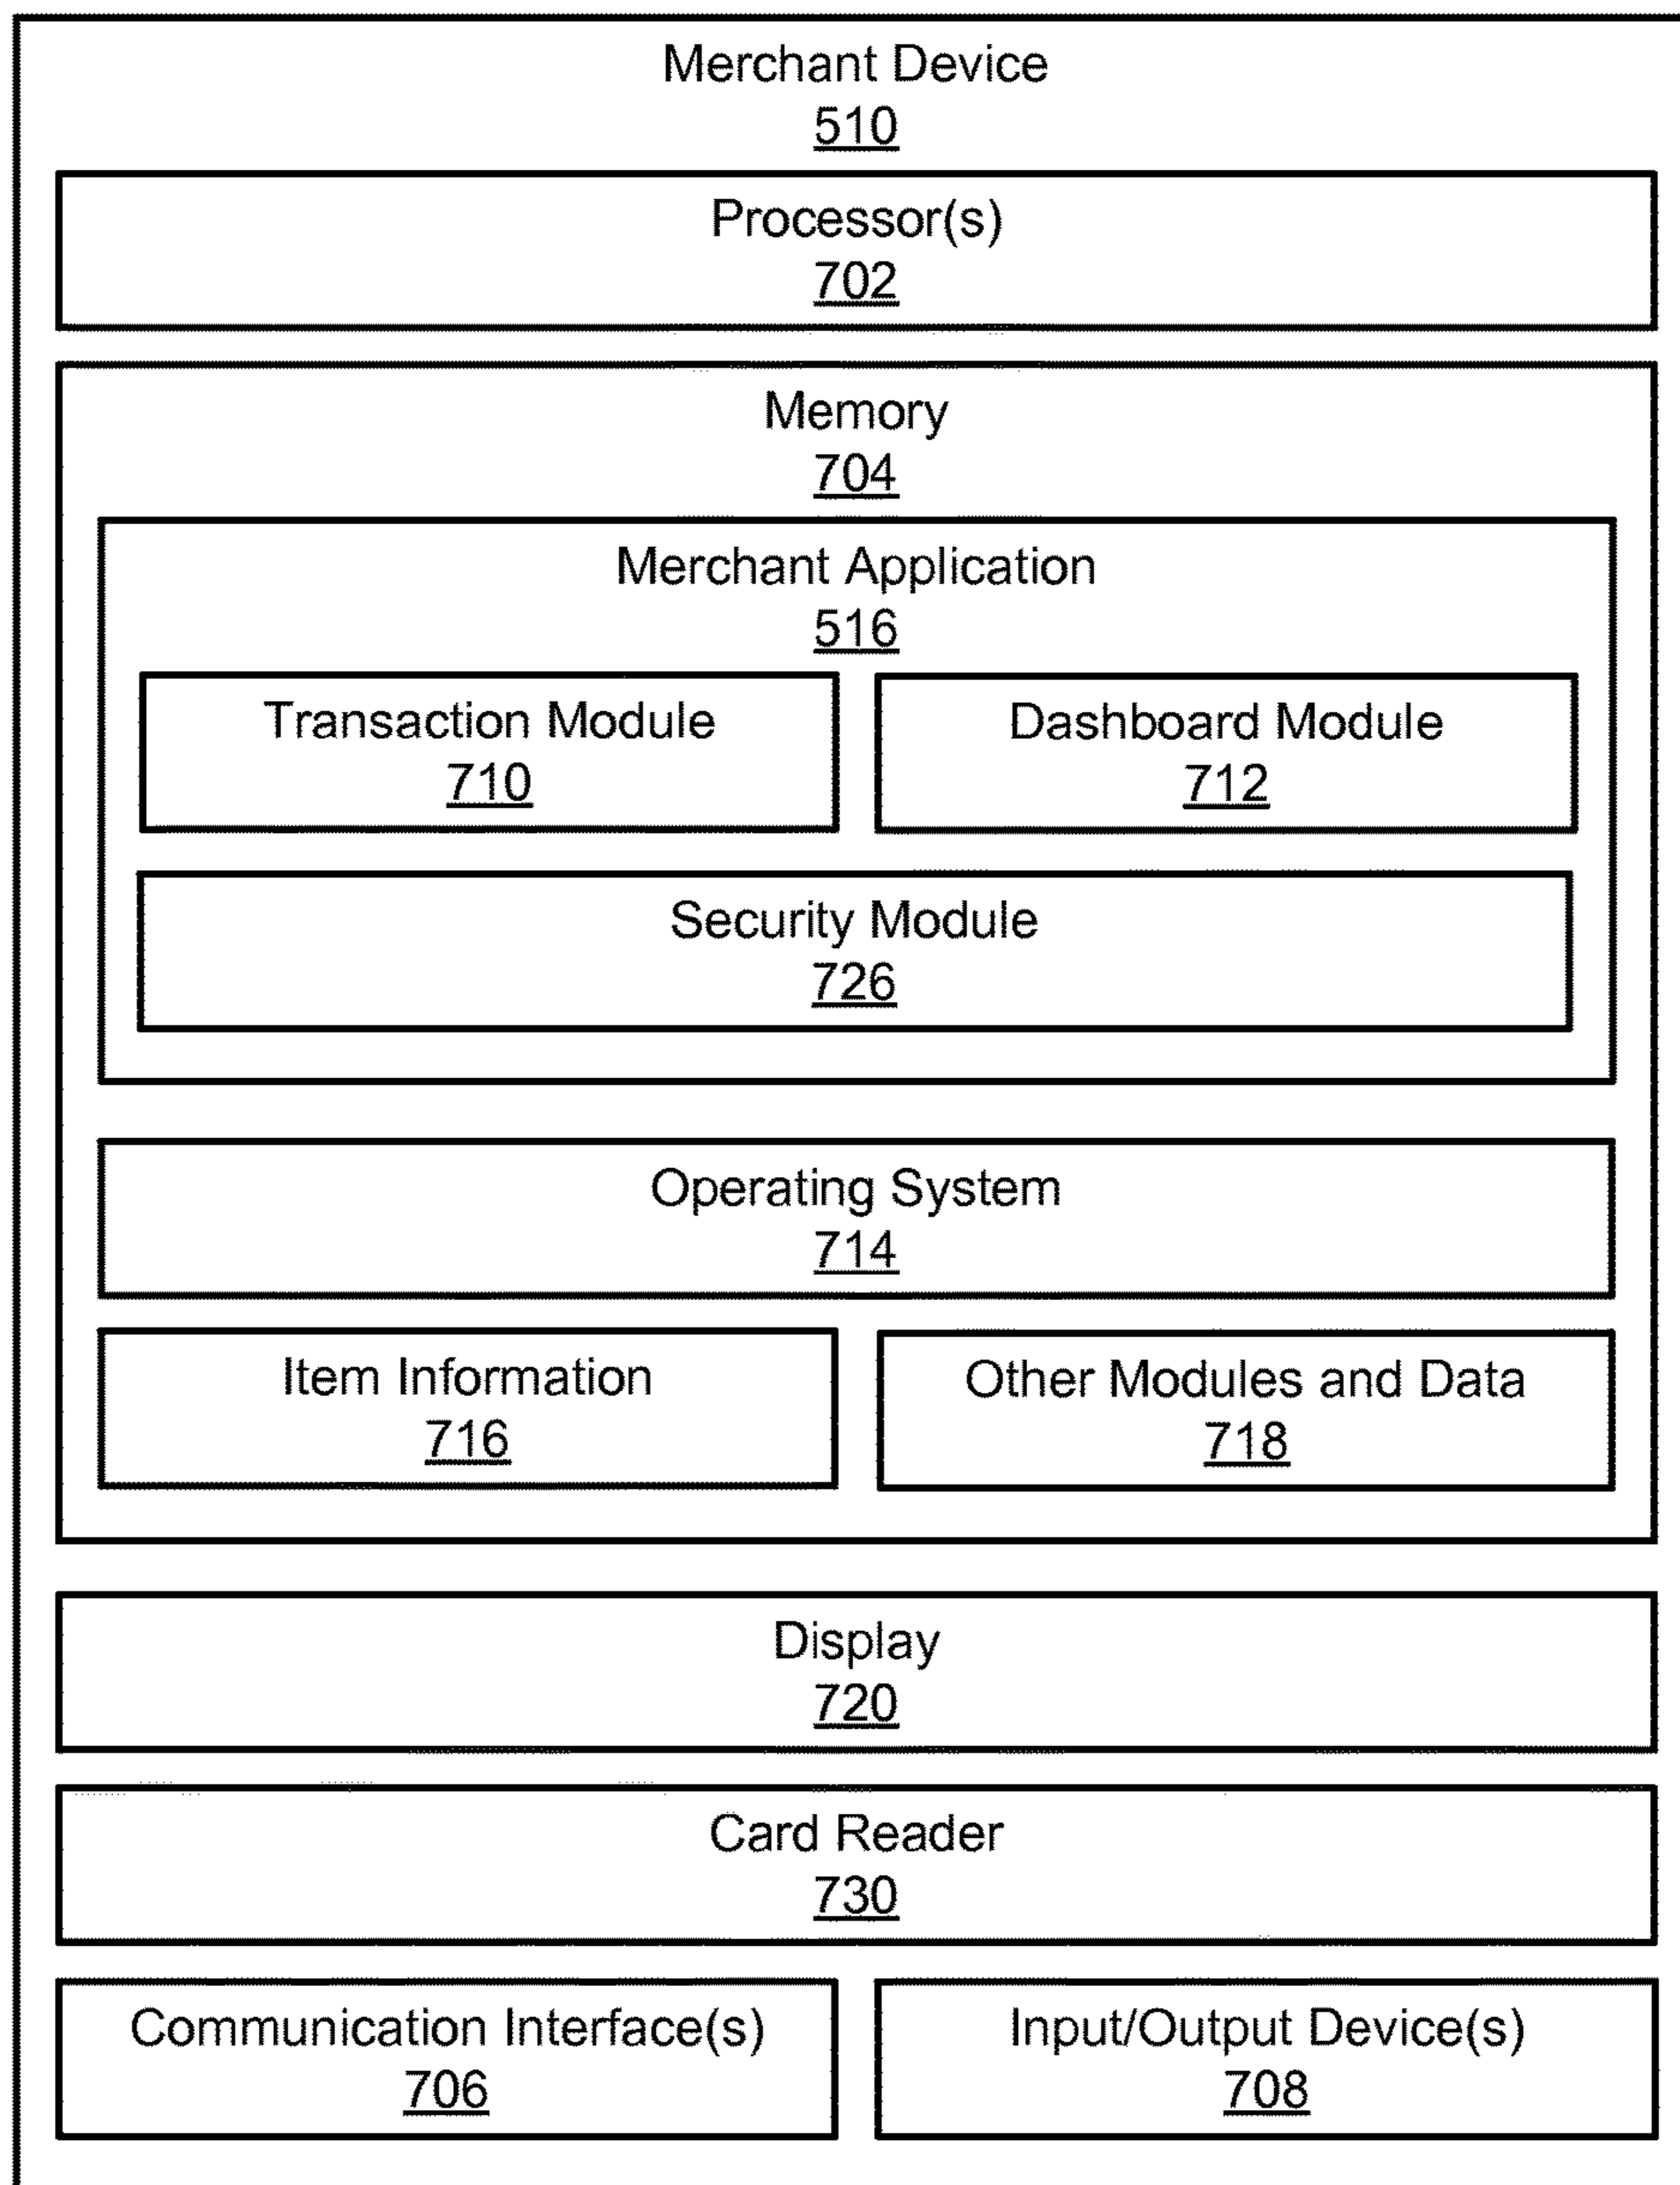 Merchant Device
510
Processor(s)
702
Memory
704
Merchant Application
516
Transaction Module
710
Dashboard Module
712
Security Module
726
Operating System
714
Item Information
716
Other Modules and Data
718
Display
720
Card Reader
730
Communication Interface(s)
706
Input/Output Device(s)
708